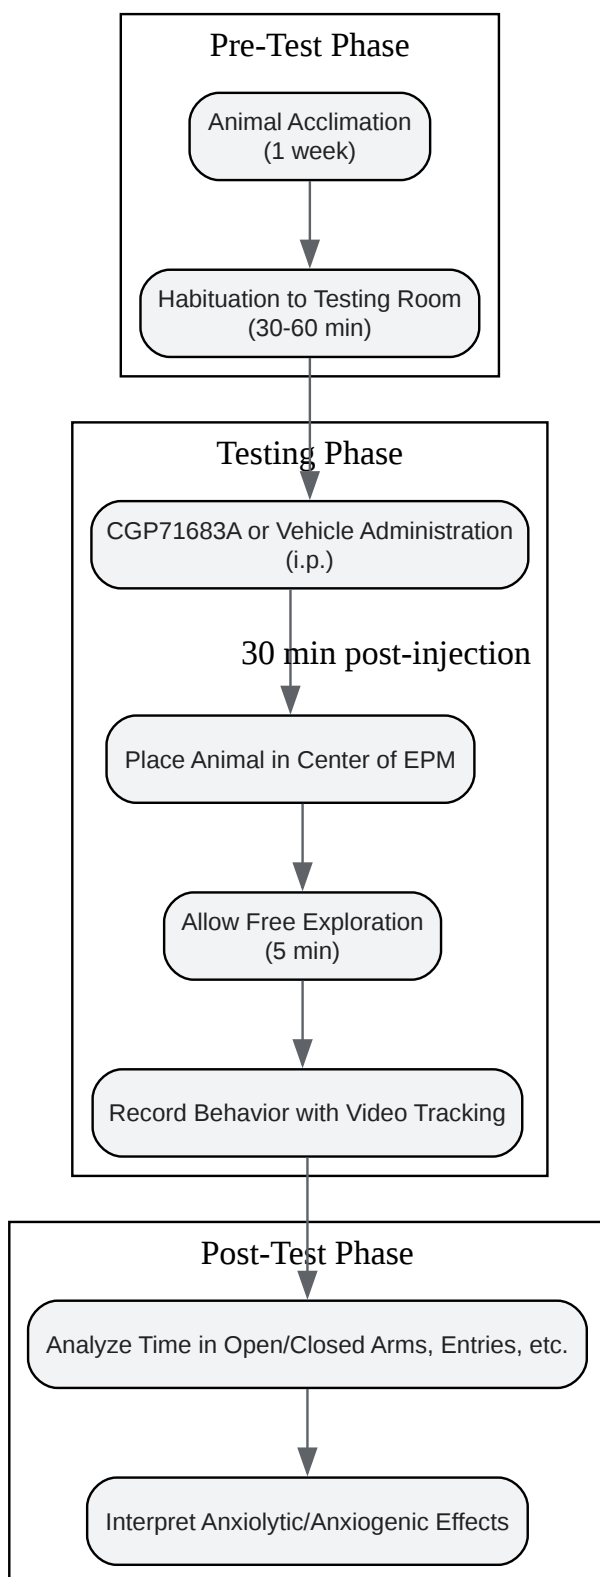 Pre-Test Phase
Animal Acclimation
(1 week)
Habituation to Testing Room
(30-60 min)
Testing Phase
CGP71683A or Vehicle Administration
(i.p.)
30 min post-injection
Place Animal in Center of EPM
Allow Free Exploration
(5 min)
Record Behavior with Video Tracking
Post-Test Phase
Analyze Time in Open/Closed Arms, Entries, etc.
Interpret Anxiolytic/Anxiogenic Effects